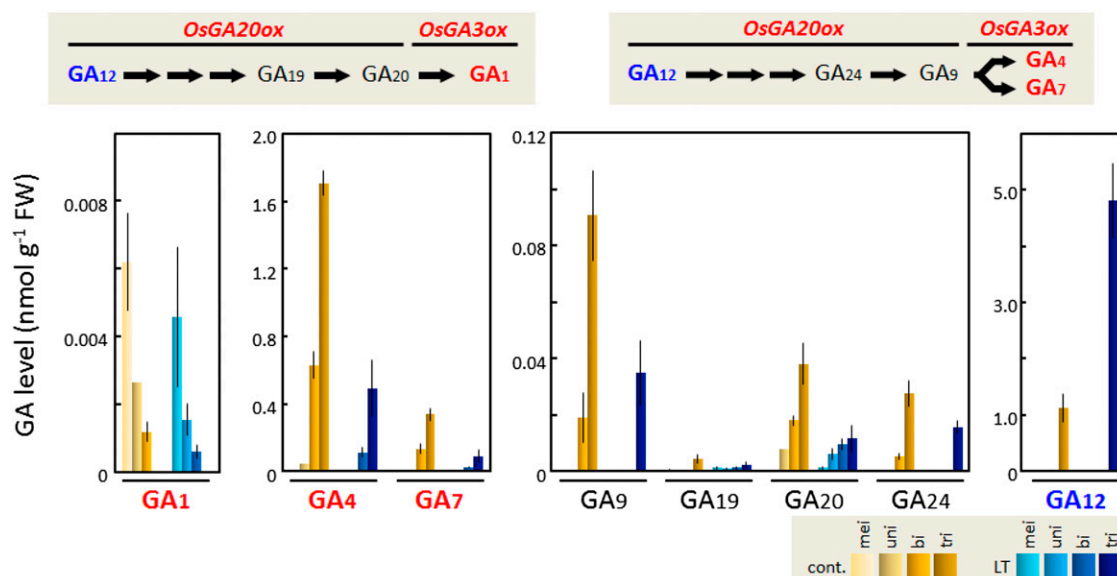 OsGA20ox OsGA3ox
GA12 GA19 GA20 GA1
OsGA20ox OsGA3ox
GA12 GA24 GA9 GA4
GA7
GA level (nmol g⁻¹ FW)
0.008
0.004
0
GA1
2.0
1.6
1.2
0.8
0.4
0
GA4 GA7
0.12
0.08
0.04
0
GA9 GA19 GA20 GA24
5.0
3.0
1.0
0
GA12
mei uni bi tri
cont.
mei uni bi tri
LT